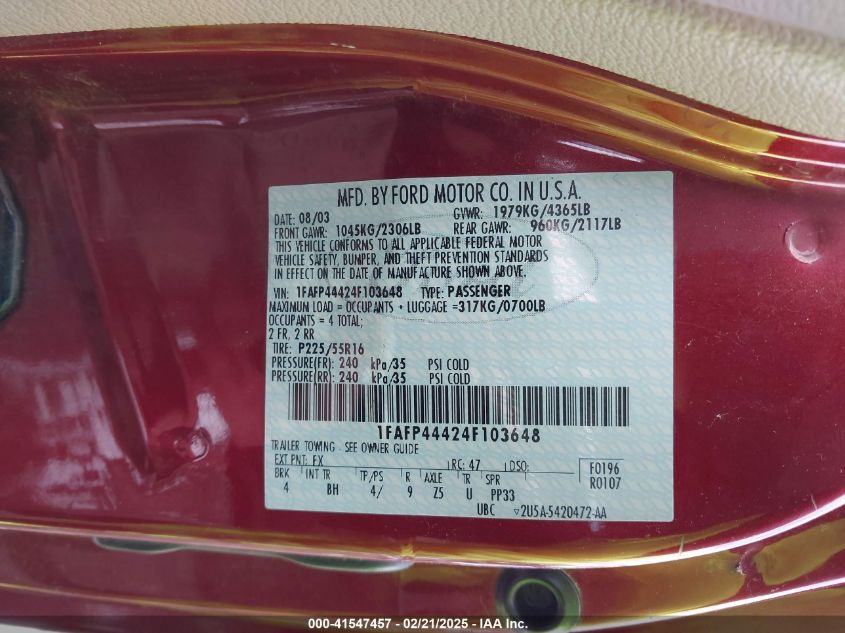 MFD. BY FORD MOTOR CO. IN U.S.A.
DATE: 08/03 GVWR: 1979KG/4365LB
FRONT GAWR: 1045KG/2306LB REAR GAWR: 960KG/2117LB
THIS VEHICLE CONFORMS TO ALL APPLICABLE FEDERAL MOTOR
VEHICLE SAFETY, BUMPER, AND THEFT PREVENTION STANDARDS
IN EFFECT ON THE DATE OF MANUFACTURE SHOWN ABOVE.
VIN: 1FAFP44424F103648 TYPE: PASSENGER
MAXIMUM LOAD = OCCUPANTS + LUGGAGE =317KG/0700LB
OCCUPANTS = 4 TOTAL;
2 FR, 2 RR
TIRE: P225/55R16
PRESSURE(FR) 240 kPa/35 PSI COLD
PRESSURE(RR) 240 kPa/35 PSI COLD
1FAFP44424F103648
TRAILER TOWING - SEE OWNER GUIDE
EXT PNT: FX RC: 47 DSO: F0196
BRK INT TR TP/PS R AXLE TR SPR R0107
4 BH 4/ 9 Z5 U PP33
UBC ▽2U5A-5420472-AA
000-41547457 - 02/21/2025 - IAA Inc.